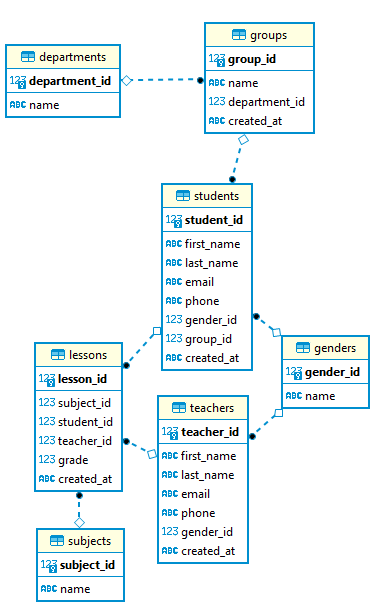 departments
123 department_id
ABC name
groups
123 group_id
ABC name
123 department_id
ABC created_at
students
123 student_id
ABC first_name
ABC last_name
ABC email
ABC phone
123 gender_id
123 group_id
ABC created_at
lessons
123 lesson_id
123 subject_id
123 student_id
123 teacher_id
123 grade
ABC created_at
genders
123 gender_id
ABC name
teachers
123 teacher_id
ABC first_name
ABC last_name
ABC email
ABC phone
123 gender_id
ABC created_at
subjects
123 subject_id
ABC name